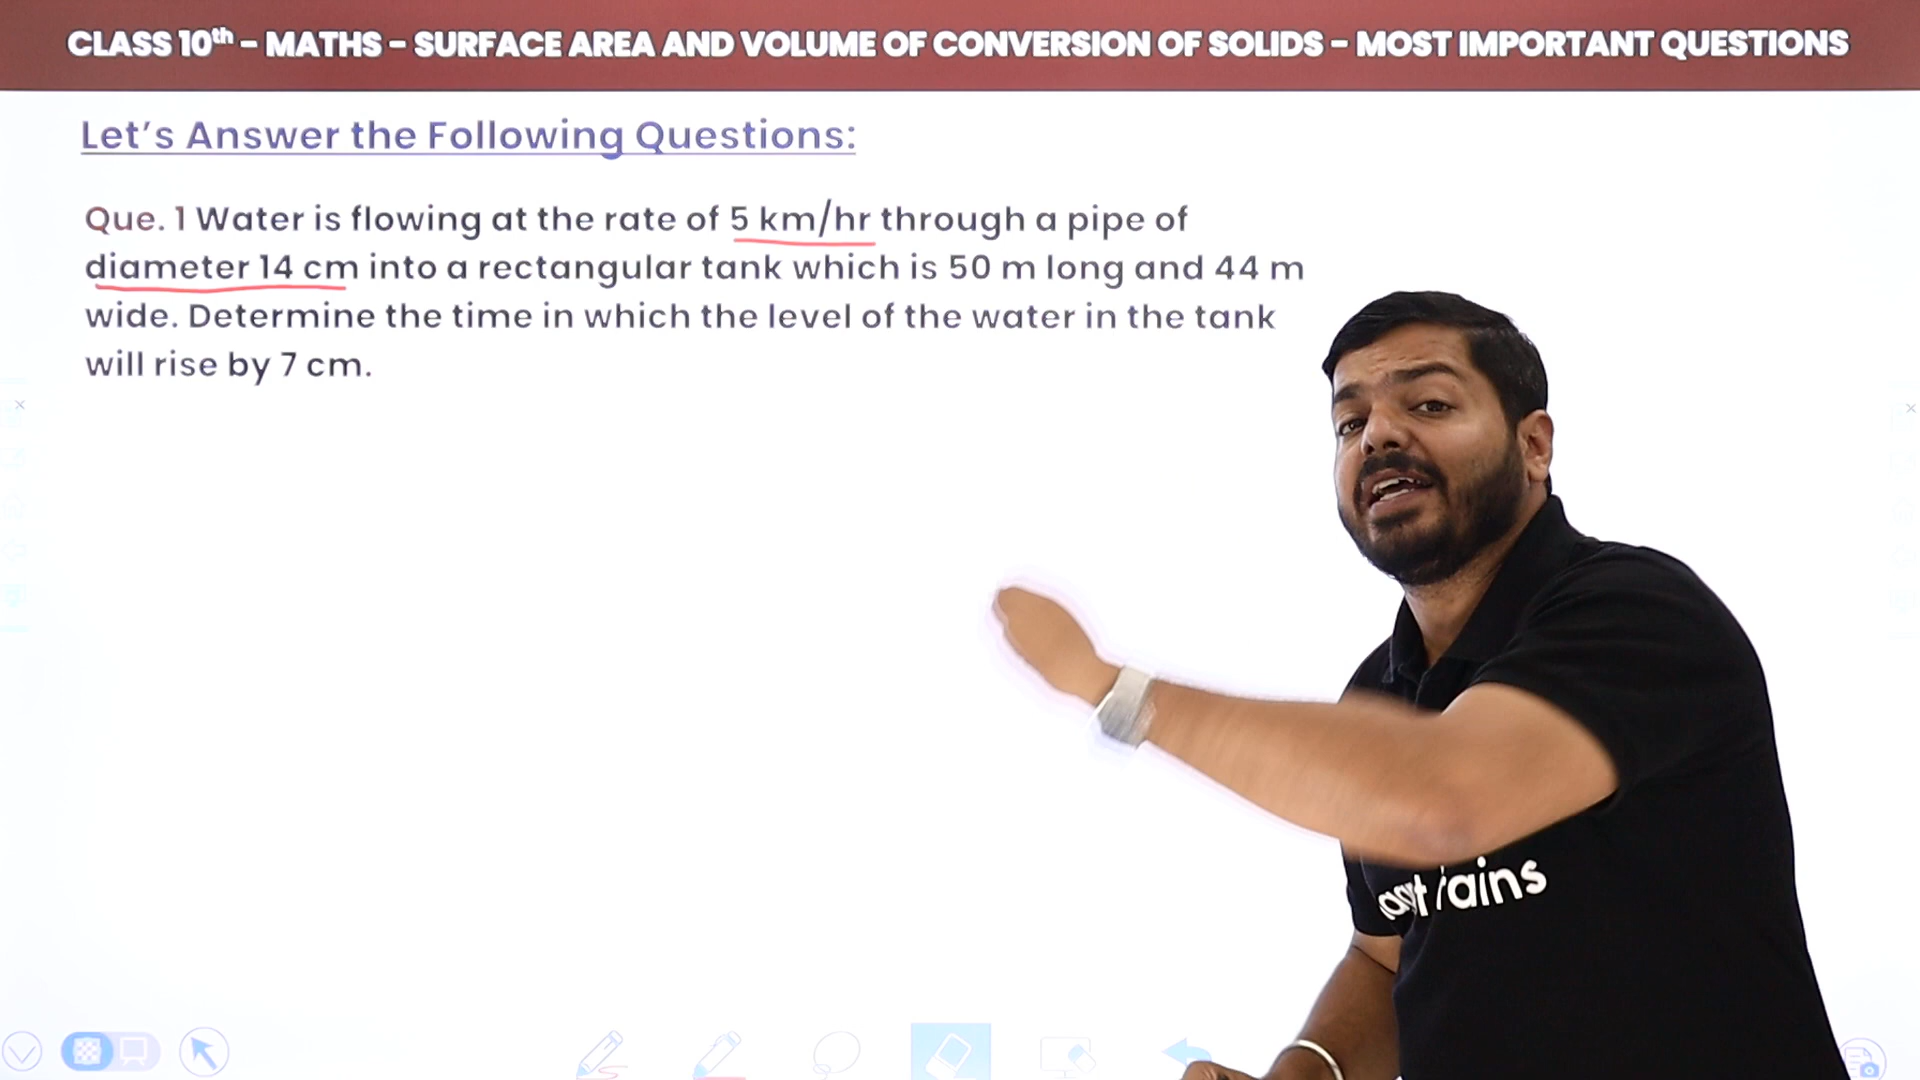 CLASS 10th – MATHS – SURFACE AREA AND VOLUME OF CONVERSION OF SOLIDS – MOST IMPORTANT QUESTIONS
Let's Answer the Following Questions:
Que. 1 Water is flowing at the rate of 5 km/hr through a pipe of
diameter 14 cm into a rectangular tank which is 50 m long and 44 m
wide. Determine the time in which the level of the water in the tank
will rise by 7 cm.